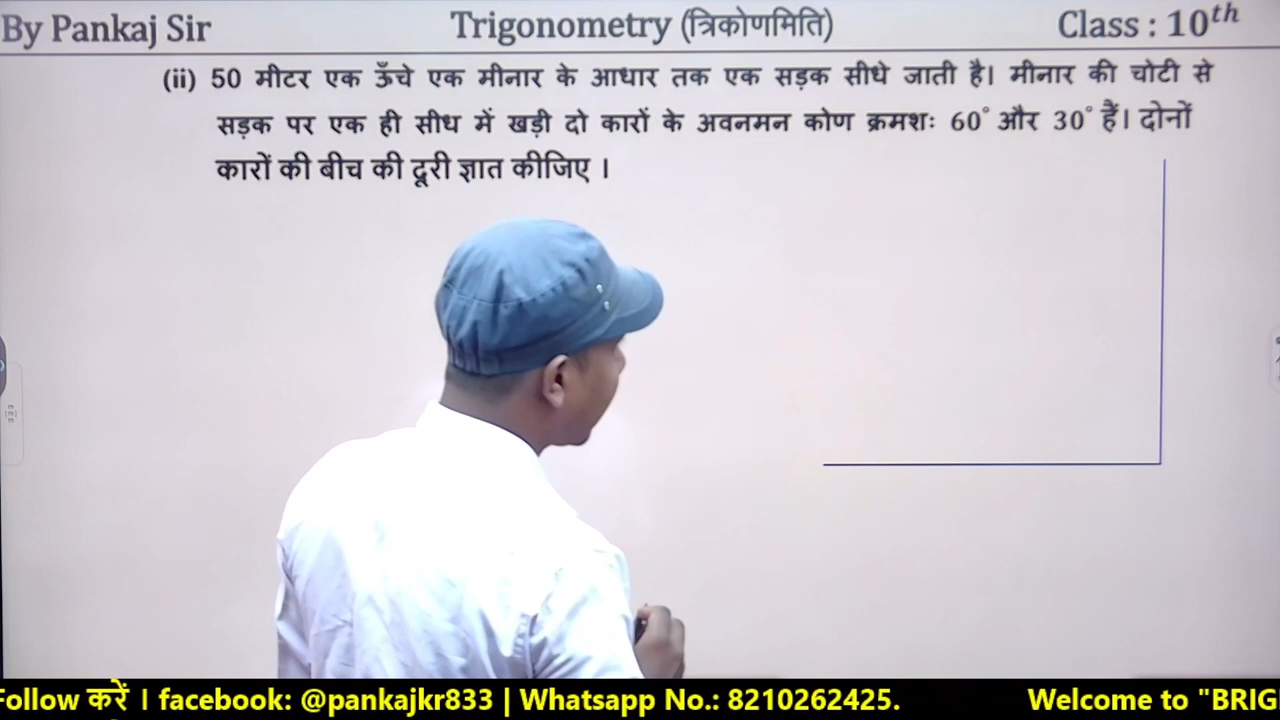 By Pankaj Sir Trigonometry (त्रिकोणमिति) Class : 10th
(ii) 50 मीटर एक ऊँचे एक मीनार के आधार तक एक सड़क सीधे जाती है। मीनार की चोटी से
सड़क पर एक ही सीध में खड़ी दो कारों के अवनमन कोण क्रमशः 60° और 30° हैं। दोनों
कारों की बीच की दूरी ज्ञात कीजिए ।
Follow करें । facebook: @pankajkr833 | Whatsapp No.: 8210262425. Welcome to "BRIG